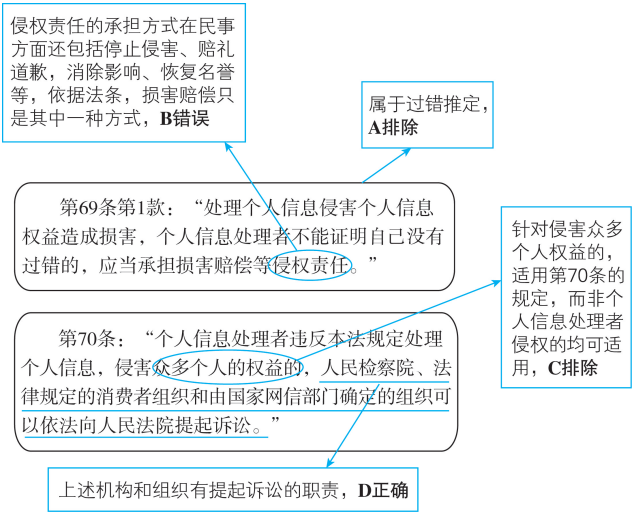 侵权责任的承担方式在民事
方面还包括停止侵害、赔礼
道歉，消除影响、恢复名誉
等，依据法条，损害赔偿只
是其中一种方式，B错误
属于过错推定，
A排除
第69条第1款：“处理个人信息侵害个人信息
权益造成损害，个人信息处理者不能证明自己没有
过错的，应当承担损害赔偿等侵权责任。”
针对侵害众多
个人权益的，
适用第70条的
规定，而非个
人信息处理者
侵权的均可适
用，C排除
第70条：“个人信息处理者违反本法规定处理
个人信息，侵害众多个人的权益的，人民检察院、法
律规定的消费者组织和由国家网信部门确定的组织可
以依法向人民法院提起诉讼。”
上述机构和组织有提起诉讼的职责，D正确